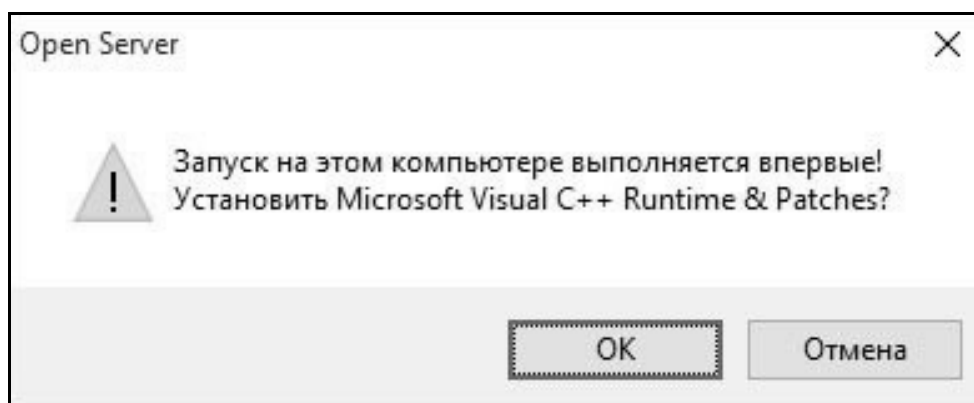 Open Server
Запуск на этом компьютере выполняется впервые!
Установить Microsoft Visual C++ Runtime & Patches?
OK
Отмена